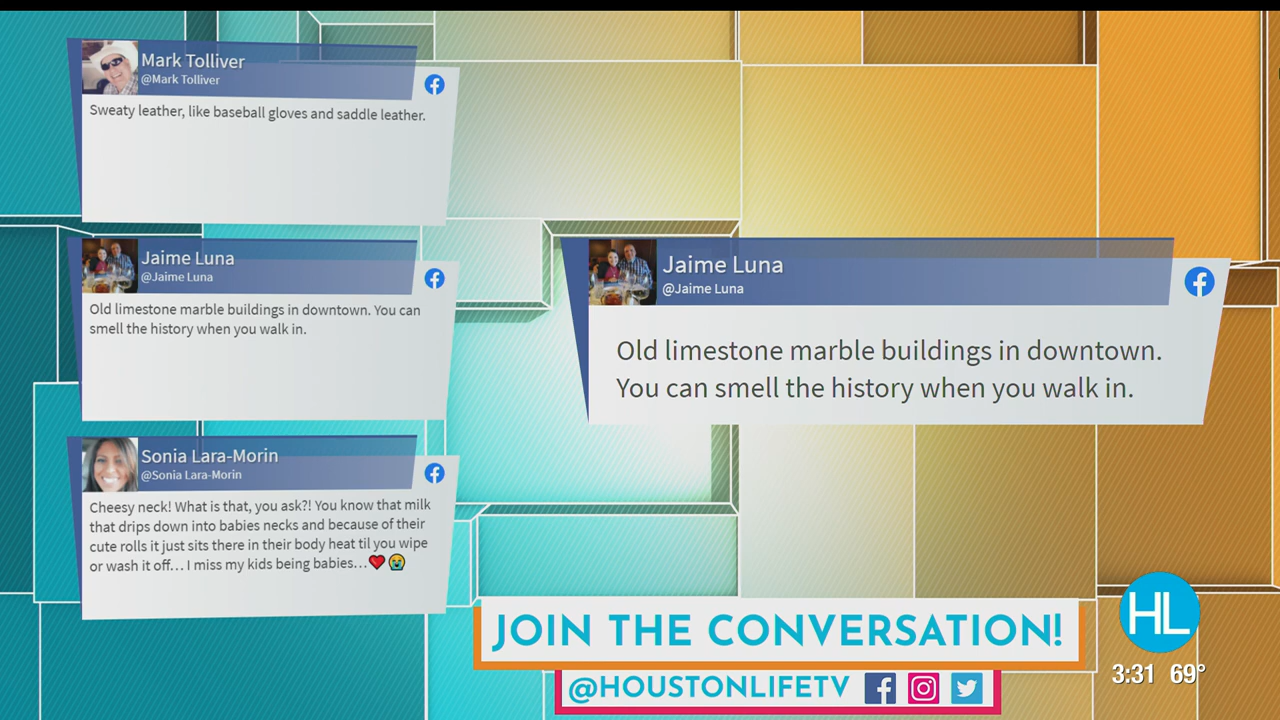 Mark Tolliver
@Mark Tolliver
Sweaty leather, like baseball gloves and saddle leather.
Jaime Luna
@Jaime Luna
Old limestone marble buildings in downtown. You can
smell the history when you walk in.
Sonia Lara-Morin
@Sonia Lara-Morin
Cheesy neck! What is that, you ask?! You know that milk
that drips down into babies necks and because of their
cute rolls it just sits there in their body heat til you wipe
or wash it off... I miss my kids being babies...❤️😭
Jaime Luna
@Jaime Luna
Old limestone marble buildings in downtown.
You can smell the history when you walk in.
JOIN THE CONVERSATION!
@HOUSTONLIFETV
HL
3:31 69°